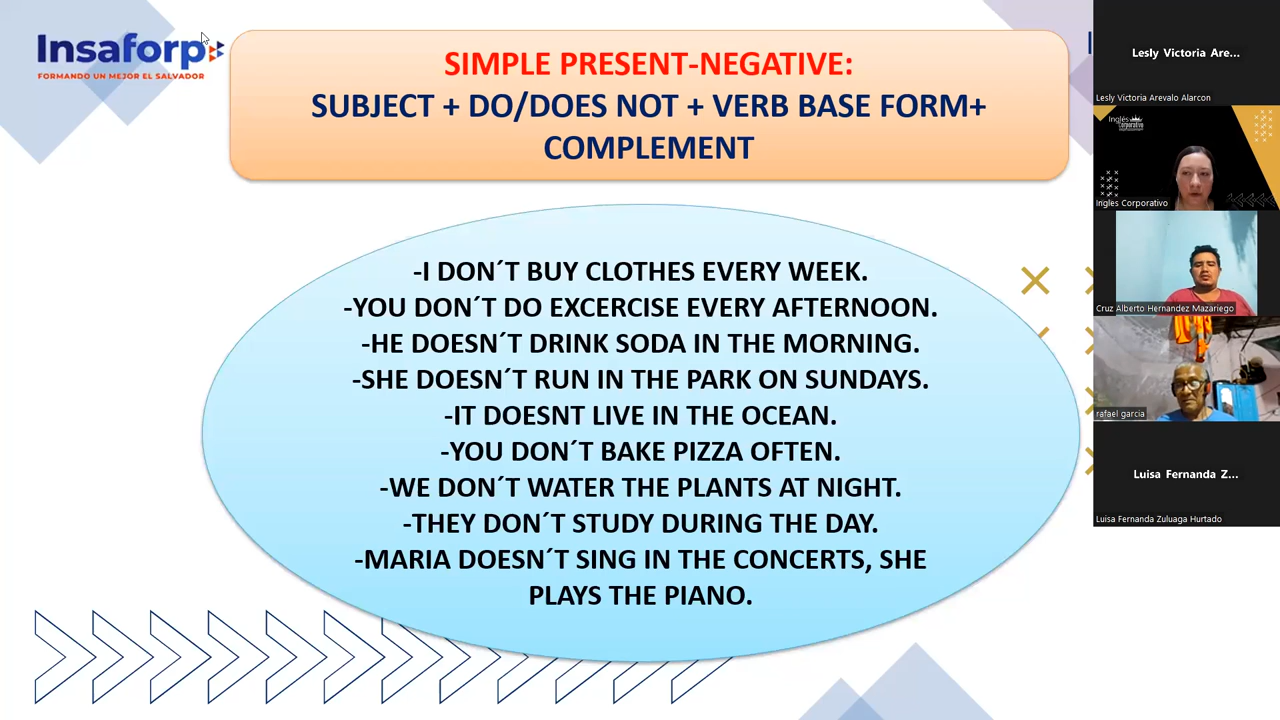 Insaforp
FORMANDO UN MEJOR EL SALVADOR
SIMPLE PRESENT-NEGATIVE:
SUBJECT + DO/DOES NOT + VERB BASE FORM+
COMPLEMENT
-I DON´T BUY CLOTHES EVERY WEEK.
-YOU DON´T DO EXCERCISE EVERY AFTERNOON.
-HE DOESN´T DRINK SODA IN THE MORNING.
-SHE DOESN´T RUN IN THE PARK ON SUNDAYS.
-IT DOESNT LIVE IN THE OCEAN.
-YOU DON´T BAKE PIZZA OFTEN.
-WE DON´T WATER THE PLANTS AT NIGHT.
-THEY DON´T STUDY DURING THE DAY.
-MARIA DOESN´T SING IN THE CONCERTS, SHE
PLAYS THE PIANO.
Lesly Victoria Are...
Lesly Victoria Arevalo Alarcon
Inglés
Corporativo
Ingles Corporativo
Cruz Alberto Hernandez Mazariego
rafael garcia
Luisa Fernanda Z...
Luisa Fernanda Zuluaga Hurtado